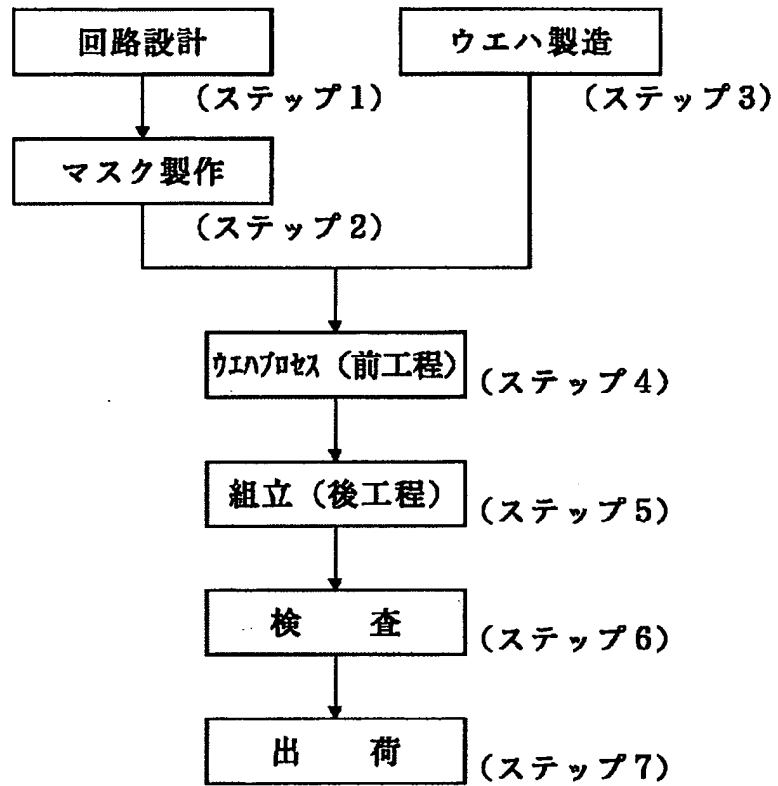 回路設計
ウエハ製造
(ステップ1)
(ステップ3)
マスク製作
(ステップ2)
ｳｴﾊﾌﾟﾛｾｽ (前工程)
(ステップ4)
組立 (後工程)
(ステップ5)
検　査
(ステップ6)
出　荷
(ステップ7)